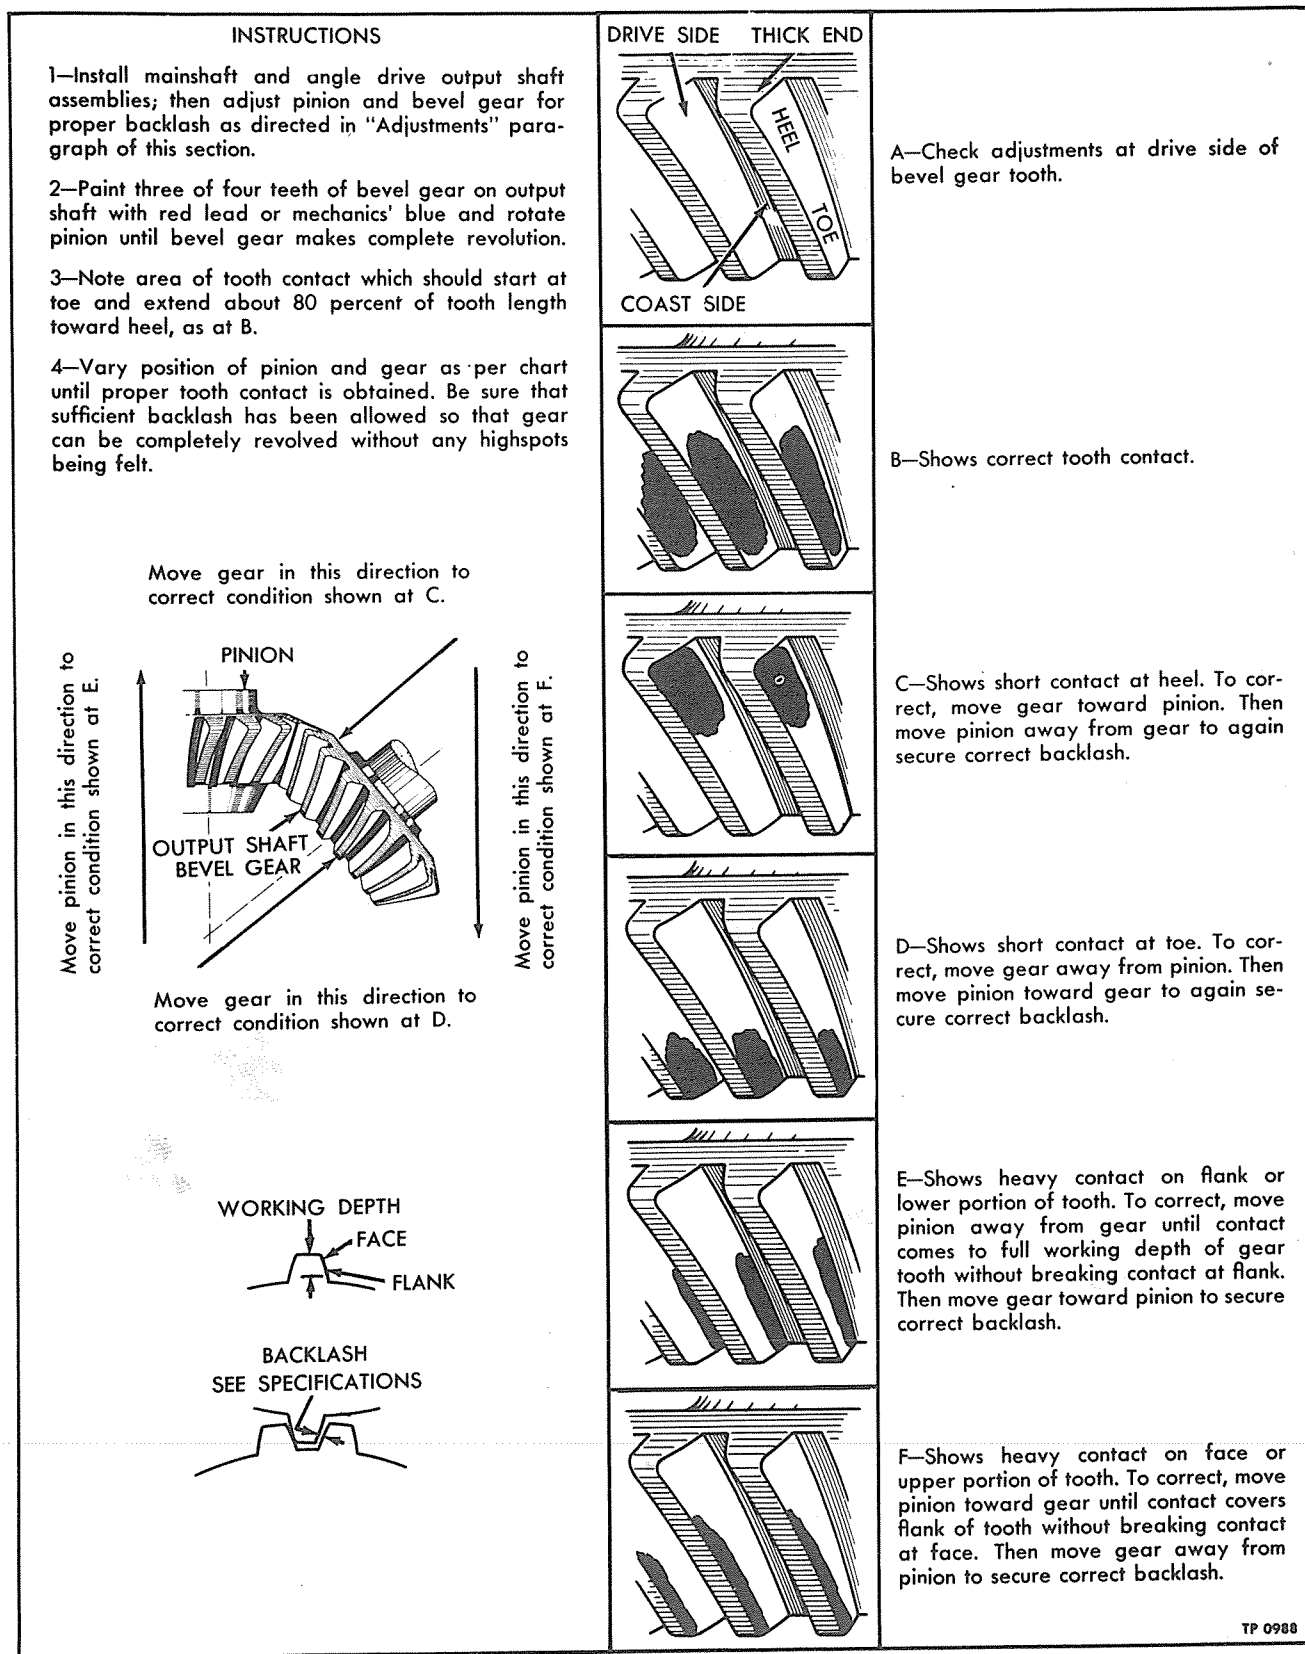 INSTRUCTIONS
1—Install mainshaft and angle drive output shaft
assemblies; then adjust pinion and bevel gear for
proper backlash as directed in "Adjustments" para-
graph of this section.
2—Paint three of four teeth of bevel gear on output
shaft with red lead or mechanics' blue and rotate
pinion until bevel gear makes complete revolution.
3—Note area of tooth contact which should start at
toe and extend about 80 percent of tooth length
toward heel, as at B.
4—Vary position of pinion and gear as per chart
until proper tooth contact is obtained. Be sure that
sufficient backlash has been allowed so that gear
can be completely revolved without any highspots
being felt.
Move gear in this direction to
correct condition shown at C.
Move pinion in this direction to
correct condition shown at E.
PINION
OUTPUT SHAFT
BEVEL GEAR
Move pinion in this direction to
correct condition shown at F.
Move gear in this direction to
correct condition shown at D.
WORKING DEPTH
FACE
FLANK
BACKLASH
SEE SPECIFICATIONS
DRIVE SIDE THICK END
HEEL
TOE
COAST SIDE
A—Check adjustments at drive side of
bevel gear tooth.
B—Shows correct tooth contact.
C—Shows short contact at heel. To cor-
rect, move gear toward pinion. Then
move pinion away from gear to again
secure correct backlash.
D—Shows short contact at toe. To cor-
rect, move gear away from pinion. Then
move pinion toward gear to again se-
cure correct backlash.
E—Shows heavy contact on flank or
lower portion of tooth. To correct, move
pinion away from gear until contact
comes to full working depth of gear
tooth without breaking contact at flank.
Then move gear toward pinion to secure
correct backlash.
F—Shows heavy contact on face or
upper portion of tooth. To correct, move
pinion toward gear until contact covers
flank of tooth without breaking contact
at face. Then move gear away from
pinion to secure correct backlash.
TP 0988